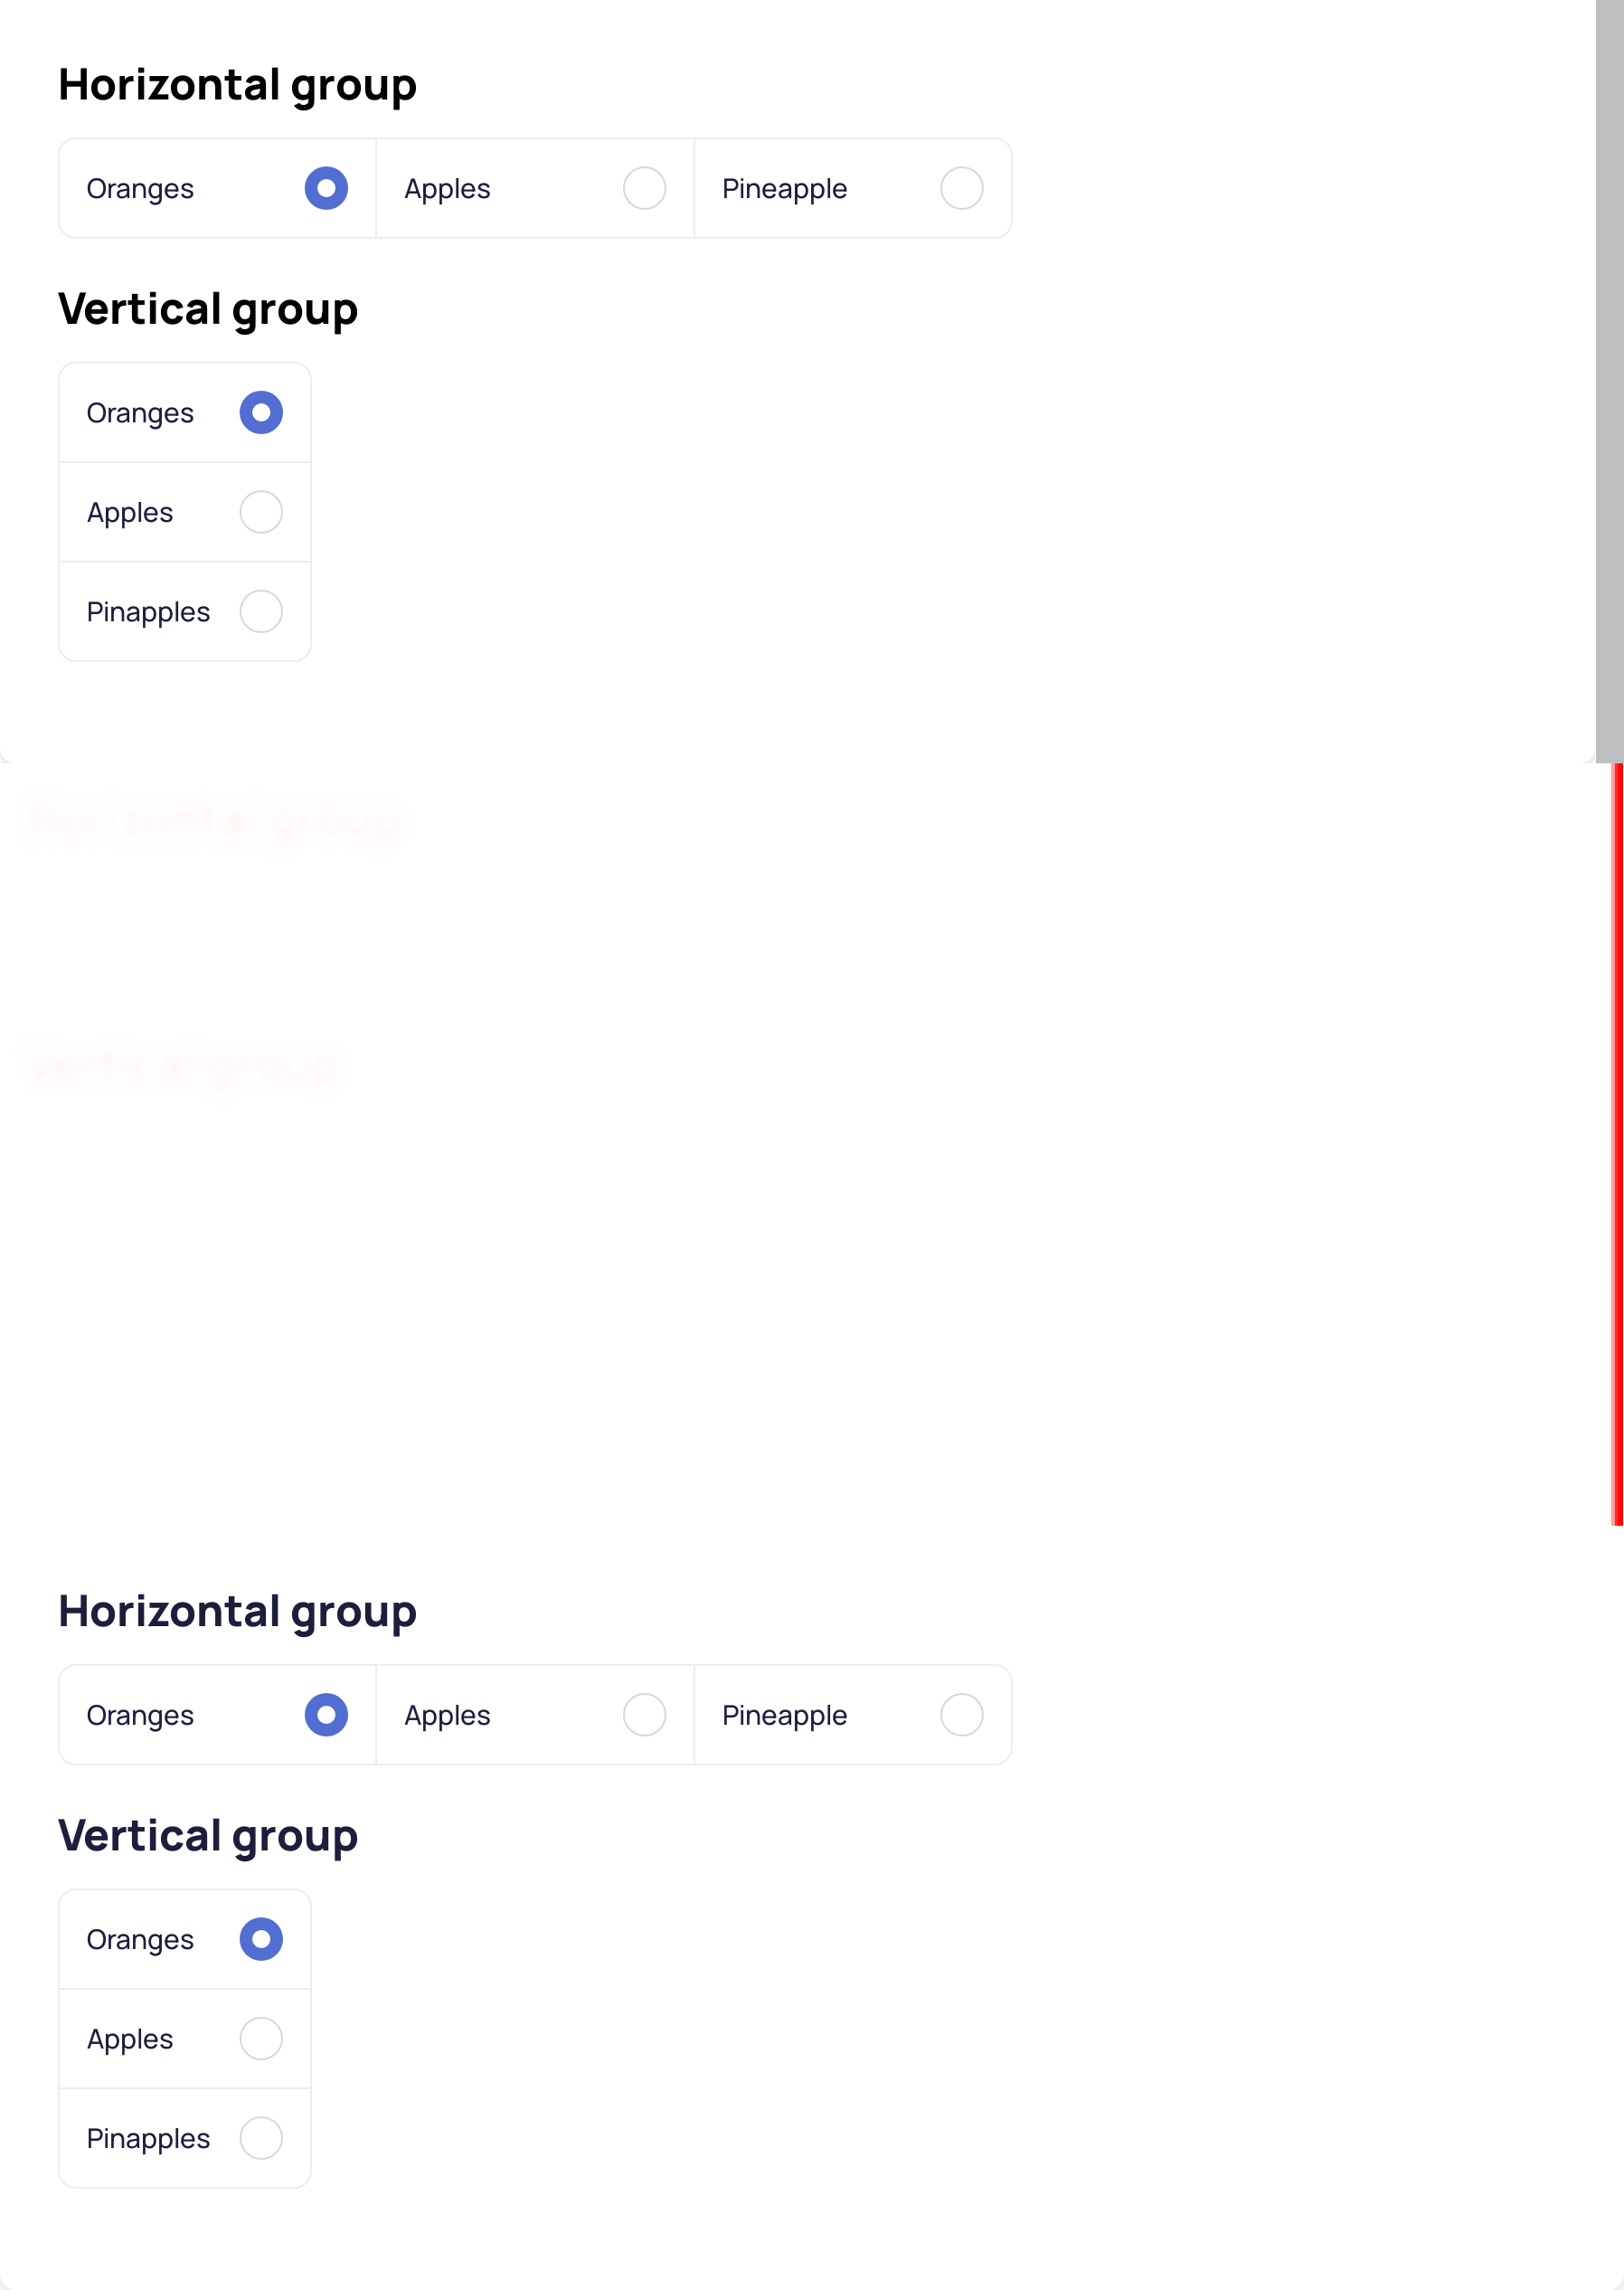 Horizontal group
Oranges Apples Pineapple
Vertical group
Oranges
Apples
Pinapples
Horizontal group
Vertical group
Horizontal group
Oranges Apples Pineapple
Vertical group
Oranges
Apples
Pinapples